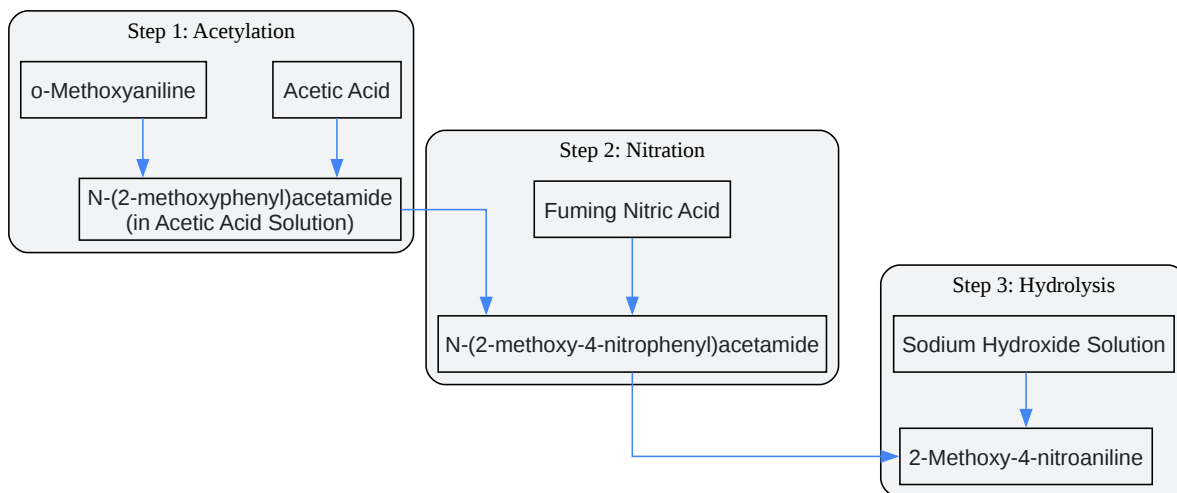 Step 1: Acetylation
o-Methoxyaniline
Acetic Acid
N-(2-methoxyphenyl)acetamide
(in Acetic Acid Solution)
Step 2: Nitration
Fuming Nitric Acid
N-(2-methoxy-4-nitrophenyl)acetamide
Step 3: Hydrolysis
Sodium Hydroxide Solution
2-Methoxy-4-nitroaniline